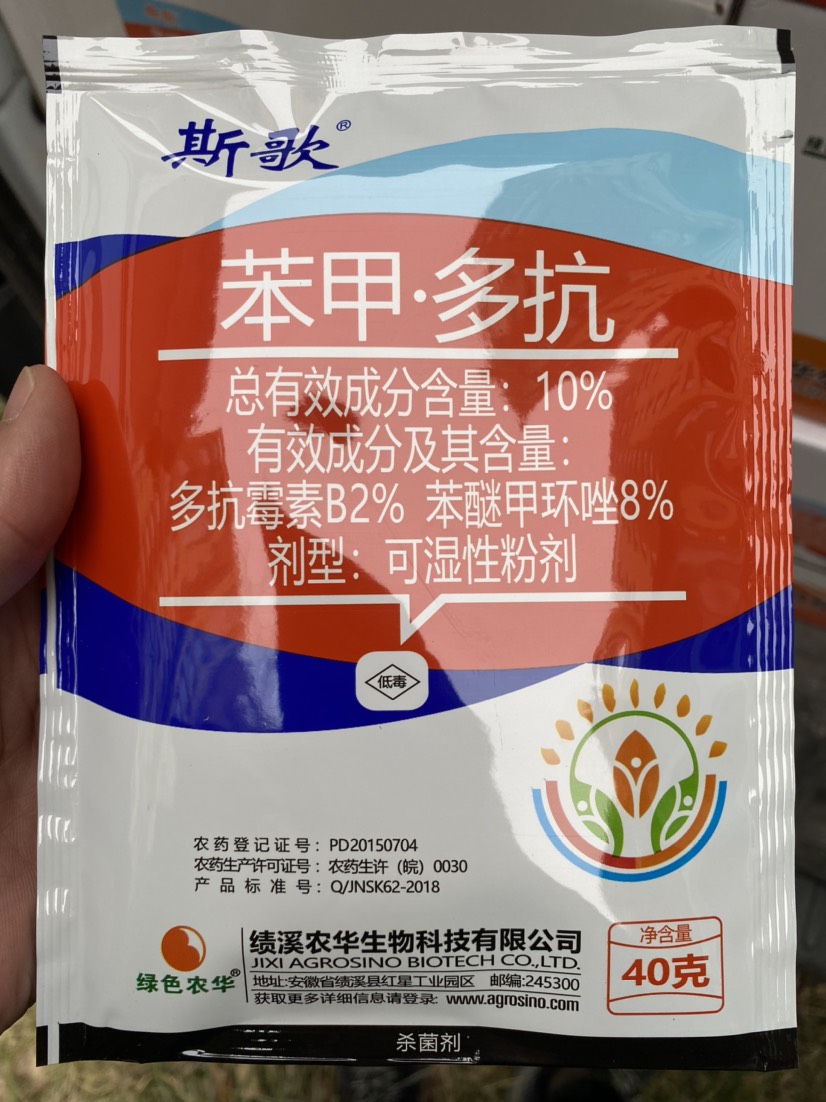 斯歌®
苯甲·多抗
总有效成分含量：10%
有效成分及其含量：
多抗霉素B2% 苯醚甲环唑8%
剂型：可湿性粉剂
低毒
农药登记证号：PD20150704
农药生产许可证号：农药生许（皖）0030
产品标准号：Q/JNSK62-2018
绿色农华®
绩溪农华生物科技有限公司
JIXI AGROSINO BIOTECH CO.,LTD.
地址:安徽省绩溪县红星工业园区 邮编:245300
获取更多详细信息请登录: www.agrosino.com
净含量
40克
杀菌剂